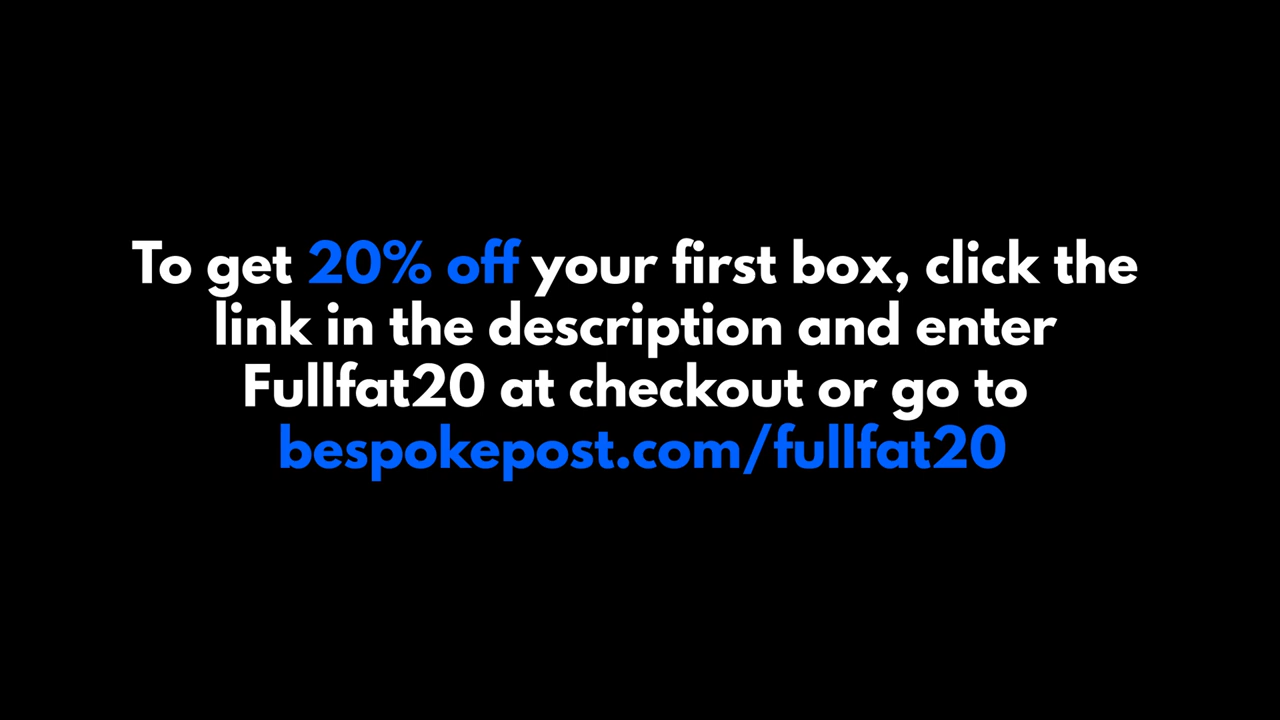 To get 20% off your first box, click the
link in the description and enter
Fullfat20 at checkout or go to
bespokepost.com/fullfat20